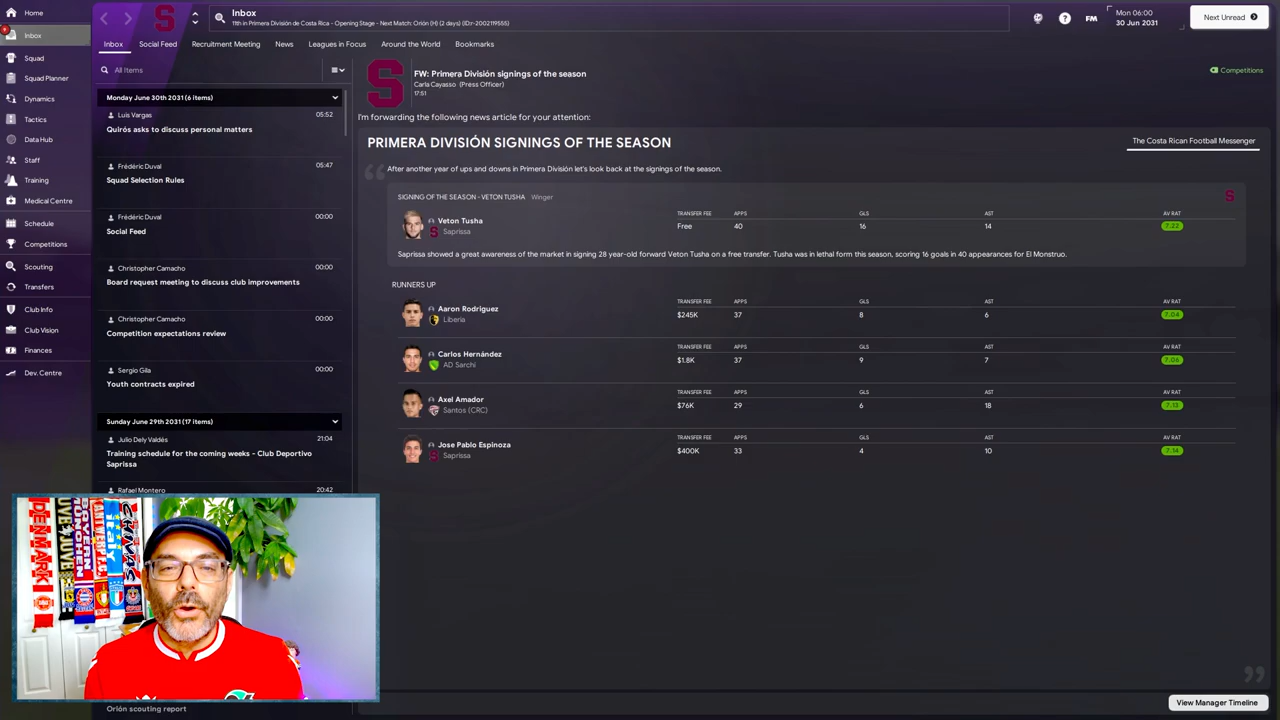 Home
Inbox
Squad
Squad Planner
Dynamics
Tactics
Data Hub
Staff
Training
Medical Centre
Schedule
Competitions
Scouting
Transfers
Club Info
Club Vision
Finances
Dev. Centre
Inbox
11th in Primera División de Costa Rica - Opening Stage - Next Match: Orión (H) (2 days) (ID:r-2002119555)
FM
Mon 06:00
30 Jun 2031
Next Unread
Inbox Social Feed Recruitment Meeting News Leagues in Focus Around the World Bookmarks
All Items
Monday June 30th 2031 (6 items)
Luis Vargas 05:52
Quirós asks to discuss personal matters
Frédéric Duval 05:47
Squad Selection Rules
Frédéric Duval 00:00
Social Feed
Christopher Camacho 00:00
Board request meeting to discuss club improvements
Christopher Camacho 00:00
Competition expectations review
Sergio Gila 00:00
Youth contracts expired
Sunday June 29th 2031 (17 items)
Julio Dely Valdés 21:04
Training schedule for the coming weeks - Club Deportivo
Saprissa
Rafael Montero 20:42
Orión scouting report
S
FW: Primera División signings of the season
Carla Cayasso (Press Officer)
17:51
Competitions
I'm forwarding the following news article for your attention:
PRIMERA DIVISIÓN SIGNINGS OF THE SEASON
The Costa Rican Football Messenger
After another year of ups and downs in Primera División let's look back at the signings of the season.
SIGNING OF THE SEASON - VETON TUSHA Winger
TRANSFER FEE APPS GLS AST AV RAT
Veton Tusha
Saprissa
Free 40 16 14 7.22
Saprissa showed a great awareness of the market in signing 28 year-old forward Veton Tusha on a free transfer. Tusha was in lethal form this season, scoring 16 goals in 40 appearances for El Monstruo.
RUNNERS UP
TRANSFER FEE APPS GLS AST AV RAT
Aaron Rodríguez
Liberia
$245K 37 8 6 7.04
TRANSFER FEE APPS GLS AST AV RAT
Carlos Hernández
AD Sarchí
$1.8K 37 9 7 7.06
TRANSFER FEE APPS GLS AST AV RAT
Axel Amador
Santos (CRC)
$76K 29 6 18 7.13
TRANSFER FEE APPS GLS AST AV RAT
Jose Pablo Espinoza
Saprissa
$400K 33 4 10 7.14
View Manager Timeline
DENMARK
JUVE
BAYERN
Italy
CHIVAS